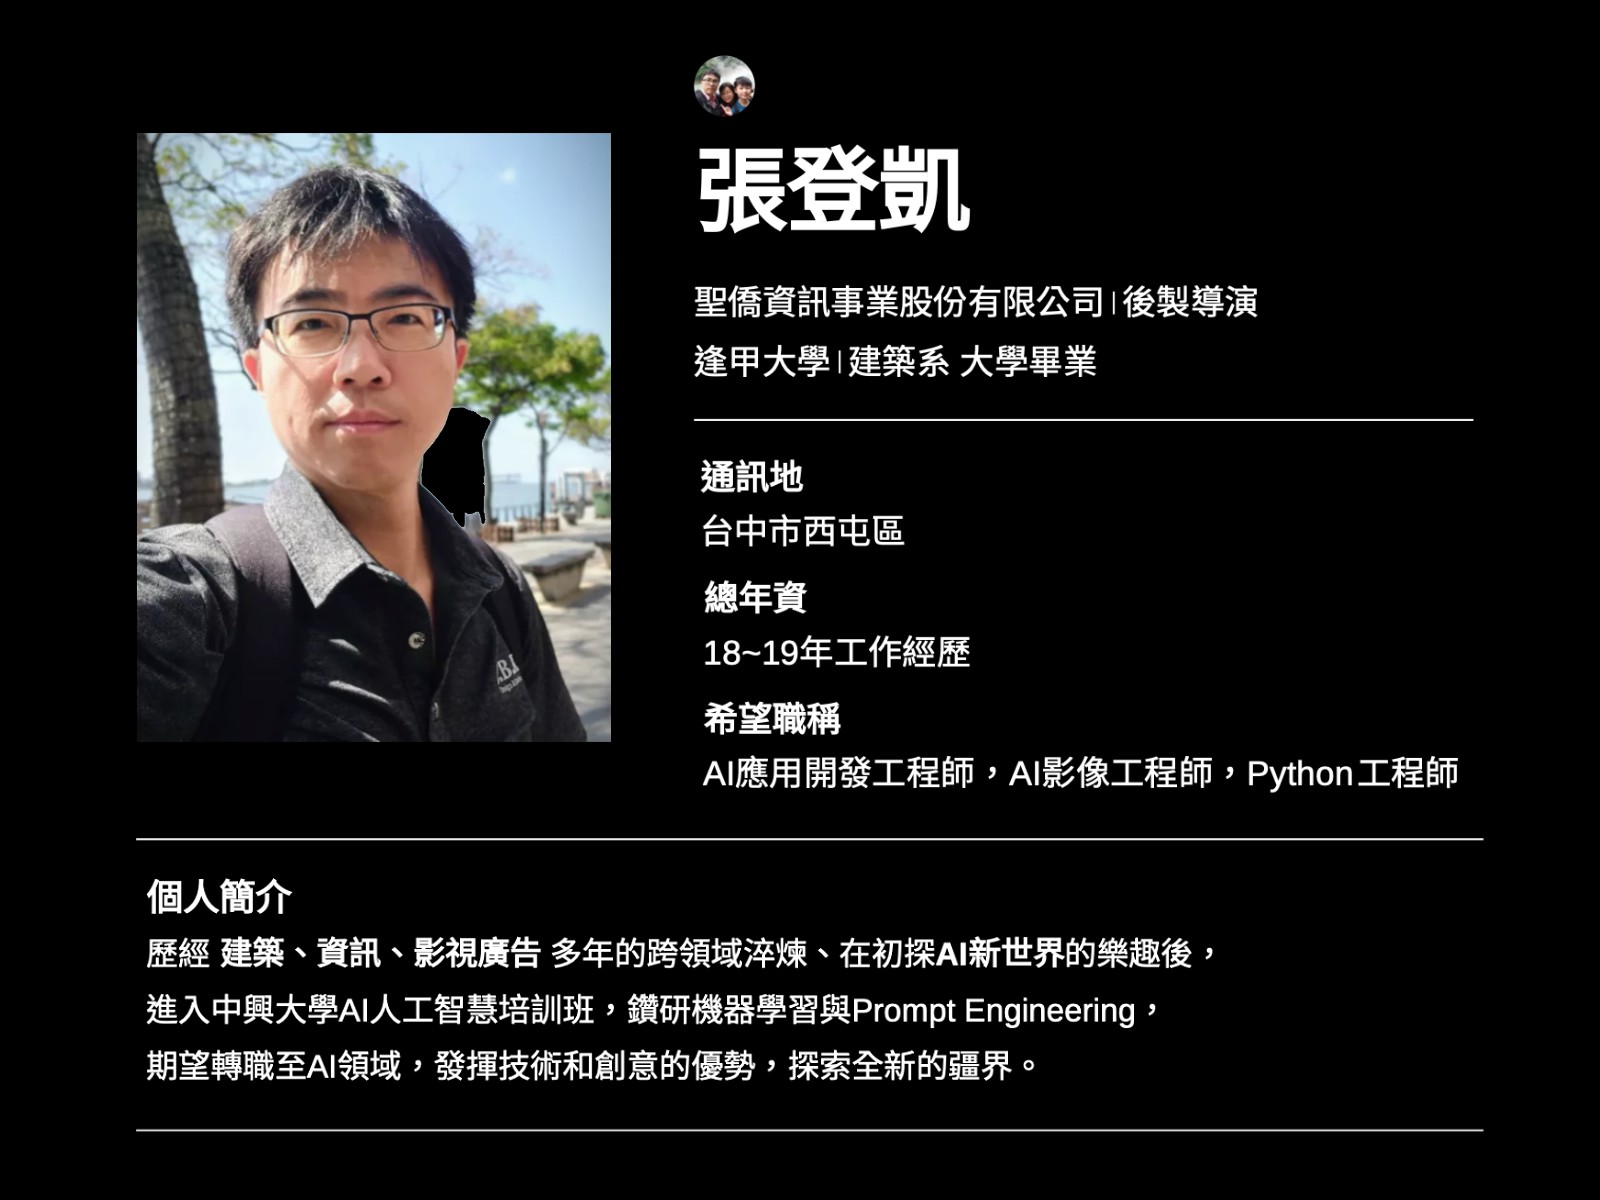 張登凱
聖僑資訊事業股份有限公司|後製導演
逢甲大學|建築系 大學畢業
通訊地
台中市西屯區
總年資
18~19年工作經歷
希望職稱
AI應用開發工程師，AI影像工程師，Python工程師
個人簡介
歷經 建築、資訊、影視廣告 多年的跨領域淬煉、在初探AI新世界的樂趣後，
進入中興大學AI人工智慧培訓班，鑽研機器學習與Prompt Engineering，
期望轉職至AI領域，發揮技術和創意的優勢，探索全新的疆界。